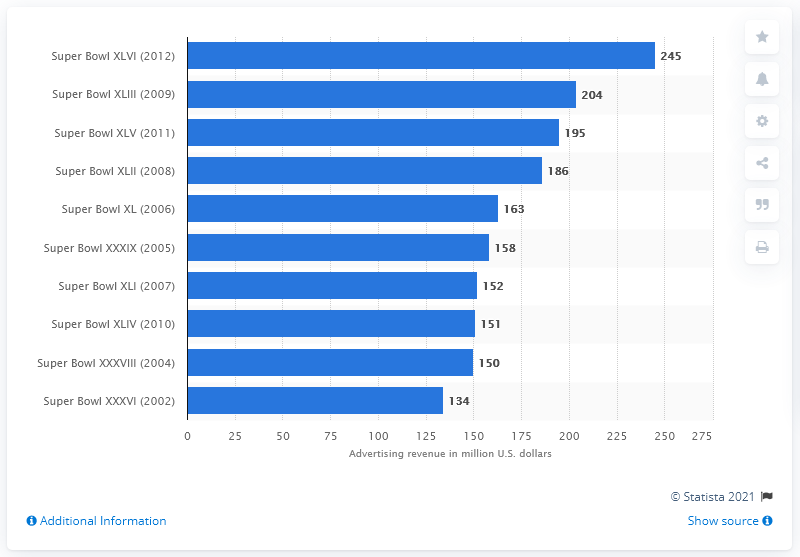 Super Bowl XLVI (2012) 245
Super Bowl XLIII (2009) 204
Super Bowl XLV (2011) 195
Super Bowl XLII (2008) 186
Super Bowl XL (2006) 163
Super Bowl XXXIX (2005) 158
Super Bowl XLI (2007) 152
Super Bowl XLIV (2010) 151
Super Bowl XXXVIII (2004) 150
Super Bowl XXXVI (2002) 134
0 25 50 75 100 125 150 175 200 225 250 275
Advertising revenue in million U.S. dollars
© Statista 2021
Additional Information
Show source